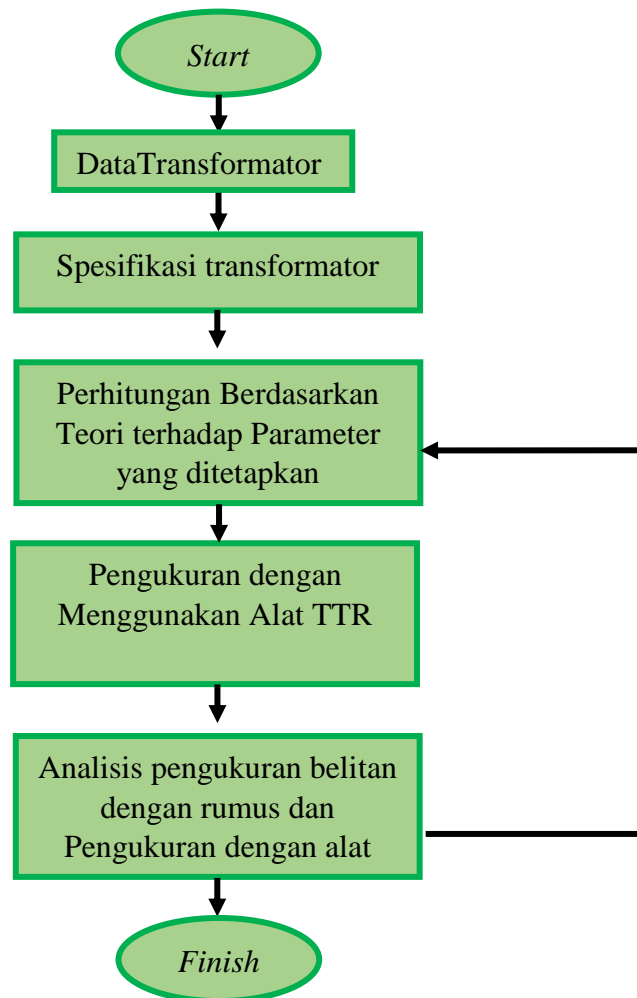 Start
DataTransformator
Spesifikasi transformator
Perhitungan Berdasarkan
Teori terhadap Parameter
yang ditetapkan
Pengukuran dengan
Menggunakan Alat TTR
Analisis pengukuran belitan
dengan rumus dan
Pengukuran dengan alat
Finish